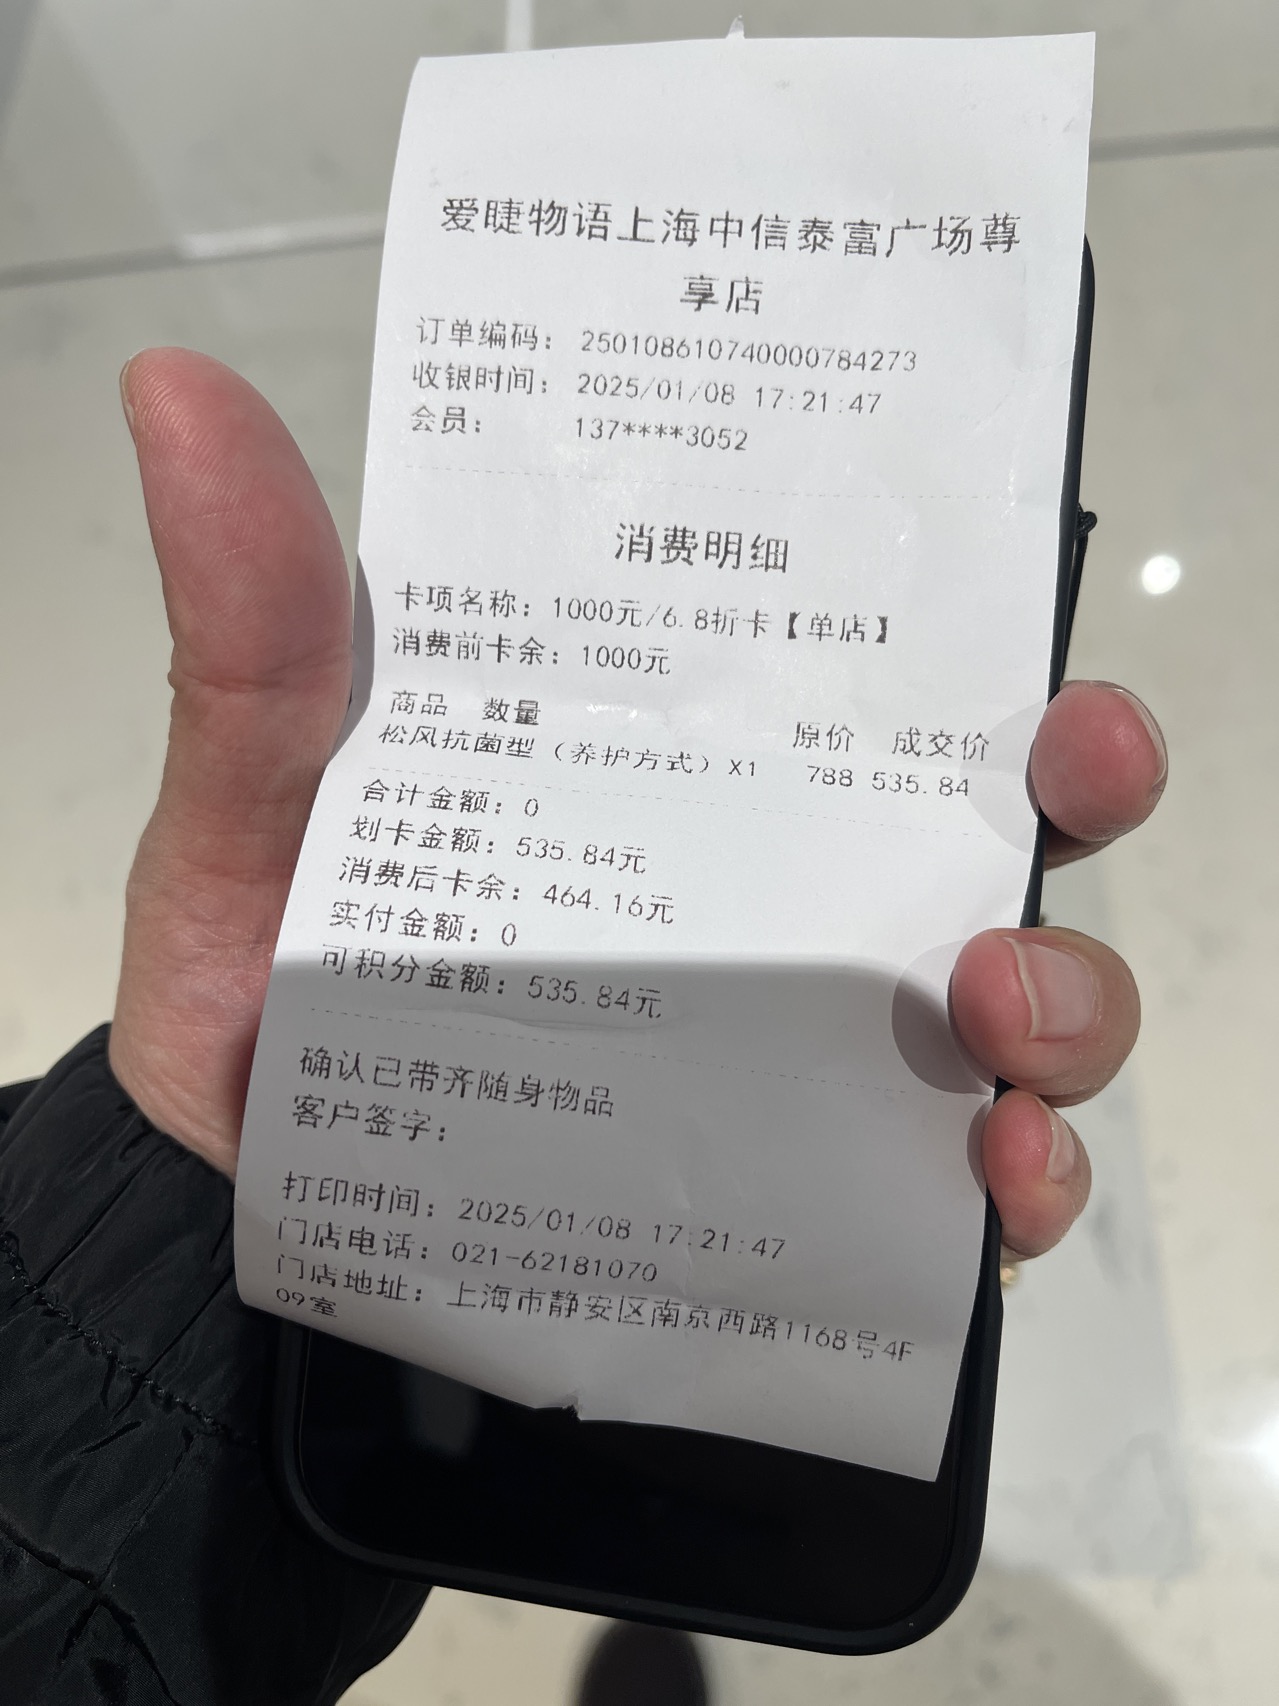 爱睫物语上海中信泰富广场尊
享店
订单编码： 250108610740000784273
收银时间： 2025/01/08 17:21:47
会员： 137****3052
消费明细
卡项名称：1000元/6.8折卡【单店】
消费前卡余：1000元
商品 数量 原价 成交价
松风抗菌型（养护方式）X1 788 535.84
合计金额：0
划卡金额：535.84元
消费后卡余：464.16元
实付金额：0
可积分金额：535.84元
确认已带齐随身物品
客户签字：
打印时间：2025/01/08 17:21:47
门店电话：021-62181070
门店地址：上海市静安区南京西路1168号4F
09室